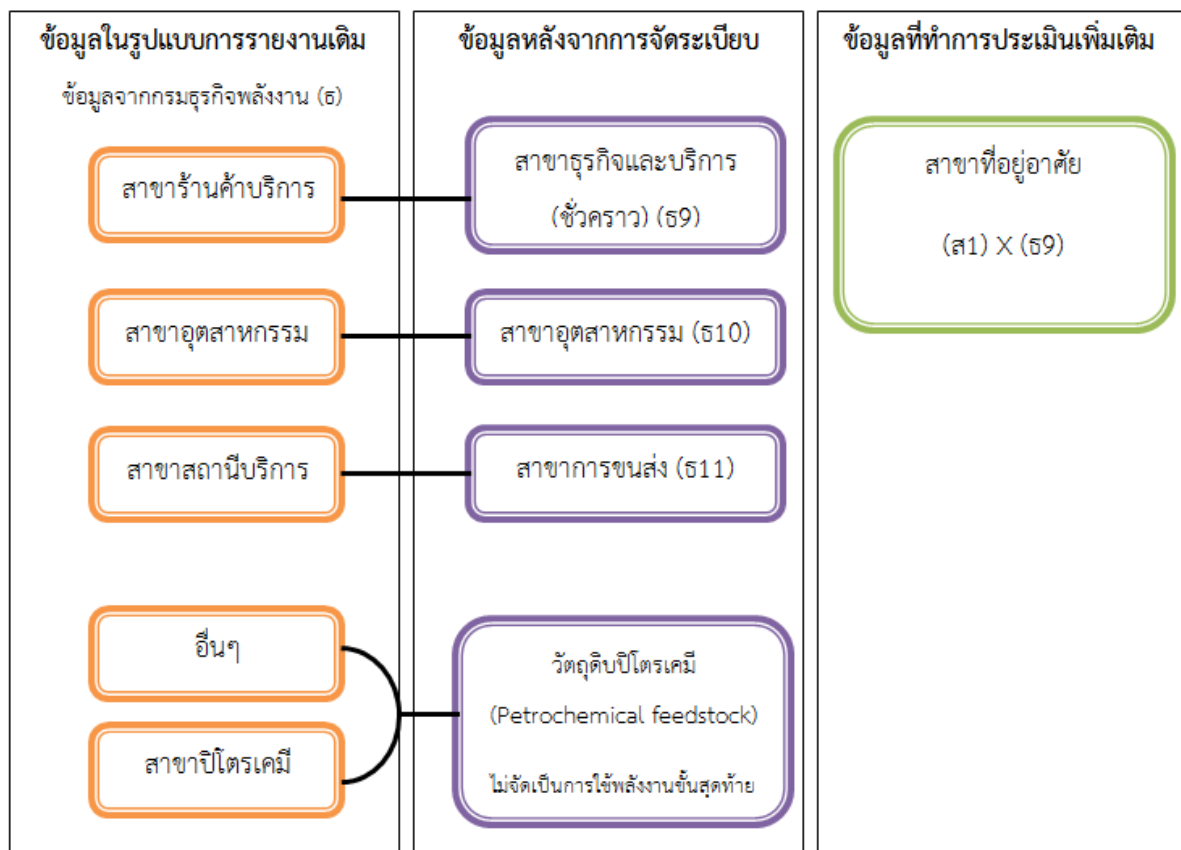 ข้อมูลในรูปแบบการรายงานเดิม
ข้อมูลจากกรมธุรกิจพลังงาน (ธ)
สาขาร้านค้าบริการ
สาขาอุตสาหกรรม
สาขาสถานีบริการ
อื่นๆ
สาขาปิโตรเคมี
ข้อมูลหลังจากการจัดระเบียบ
สาขาธุรกิจและบริการ
(ชั่วคราว) (ธ9)
สาขาอุตสาหกรรม (ธ10)
สาขาการขนส่ง (ธ11)
วัตถุดิบปิโตรเคมี
(Petrochemical feedstock)
ไม่จัดเป็นการใช้พลังงานขั้นสุดท้าย
ข้อมูลที่ทำการประเมินเพิ่มเติม
สาขาที่อยู่อาศัย
(ส1) X (ธ9)